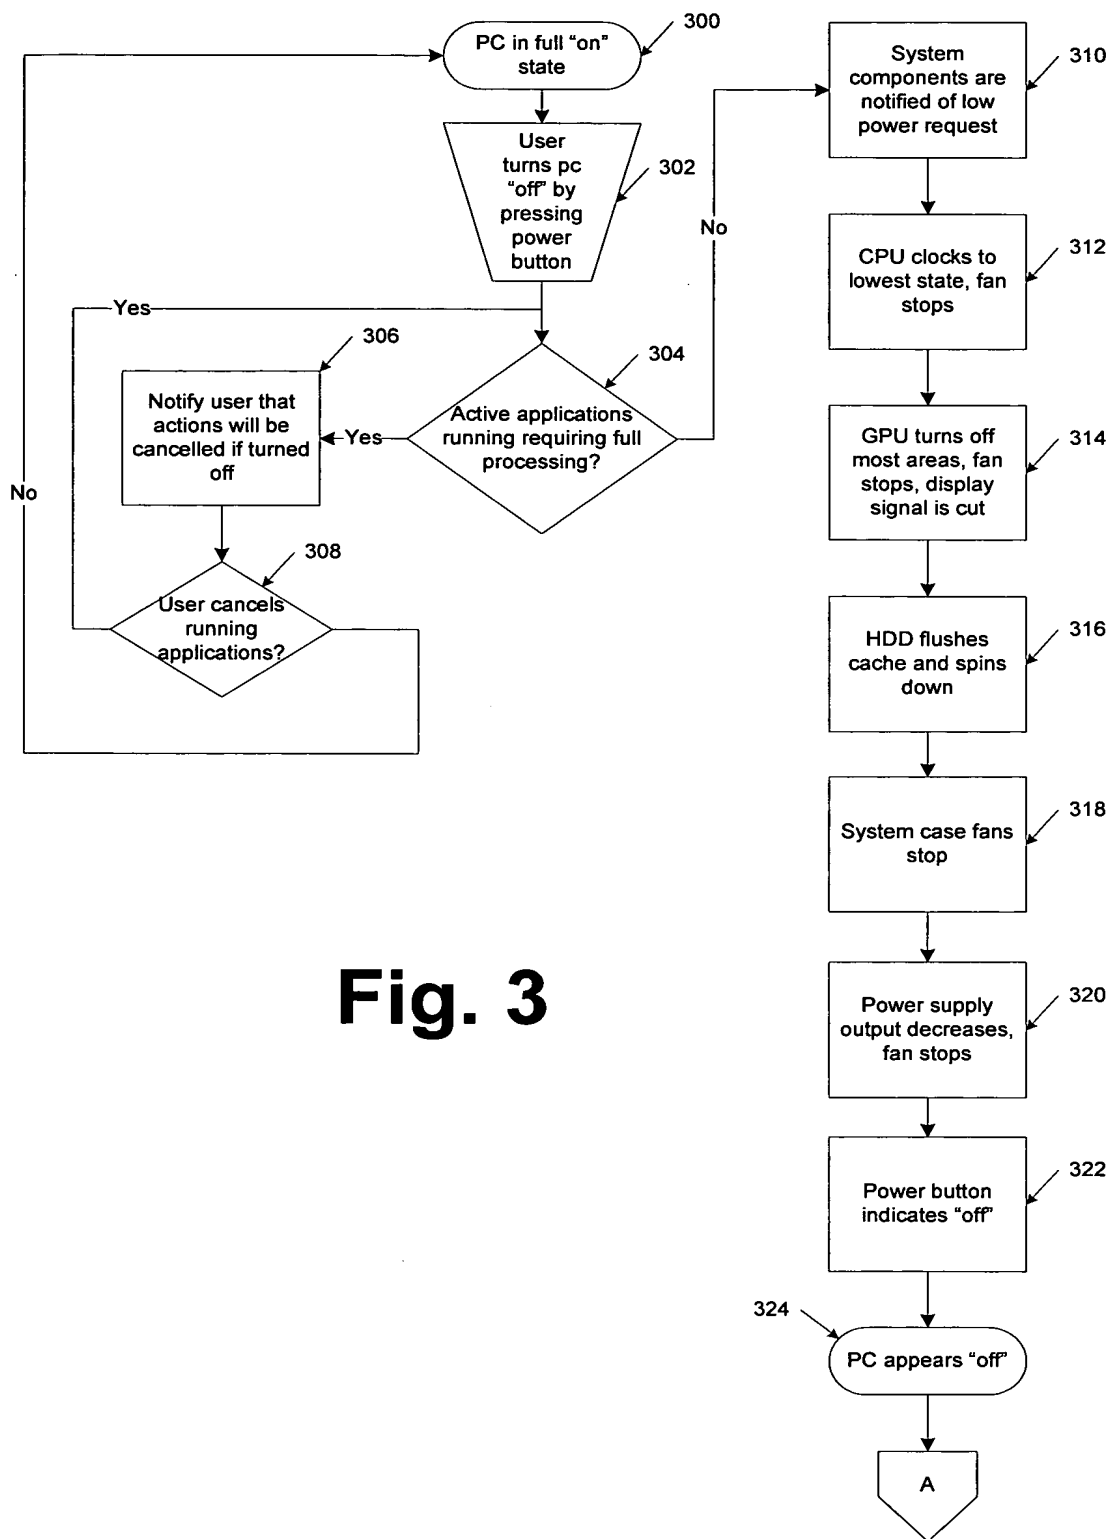 PC in full “on”
state
300
User
turns pc
“off” by
pressing
power
button
302
Yes
306
304
Notify user that
actions will be
cancelled if turned
off
Yes
Active applications
running requiring full
processing?
No
No
308
User cancels
running
applications?
System
components are
notified of low
power request
310
CPU clocks to
lowest state, fan
stops
312
GPU turns off
most areas, fan
stops, display
signal is cut
314
HDD flushes
cache and spins
down
316
System case fans
stop
318
Power supply
output decreases,
fan stops
320
Power button
indicates “off”
322
324
PC appears “off”
A
Fig. 3